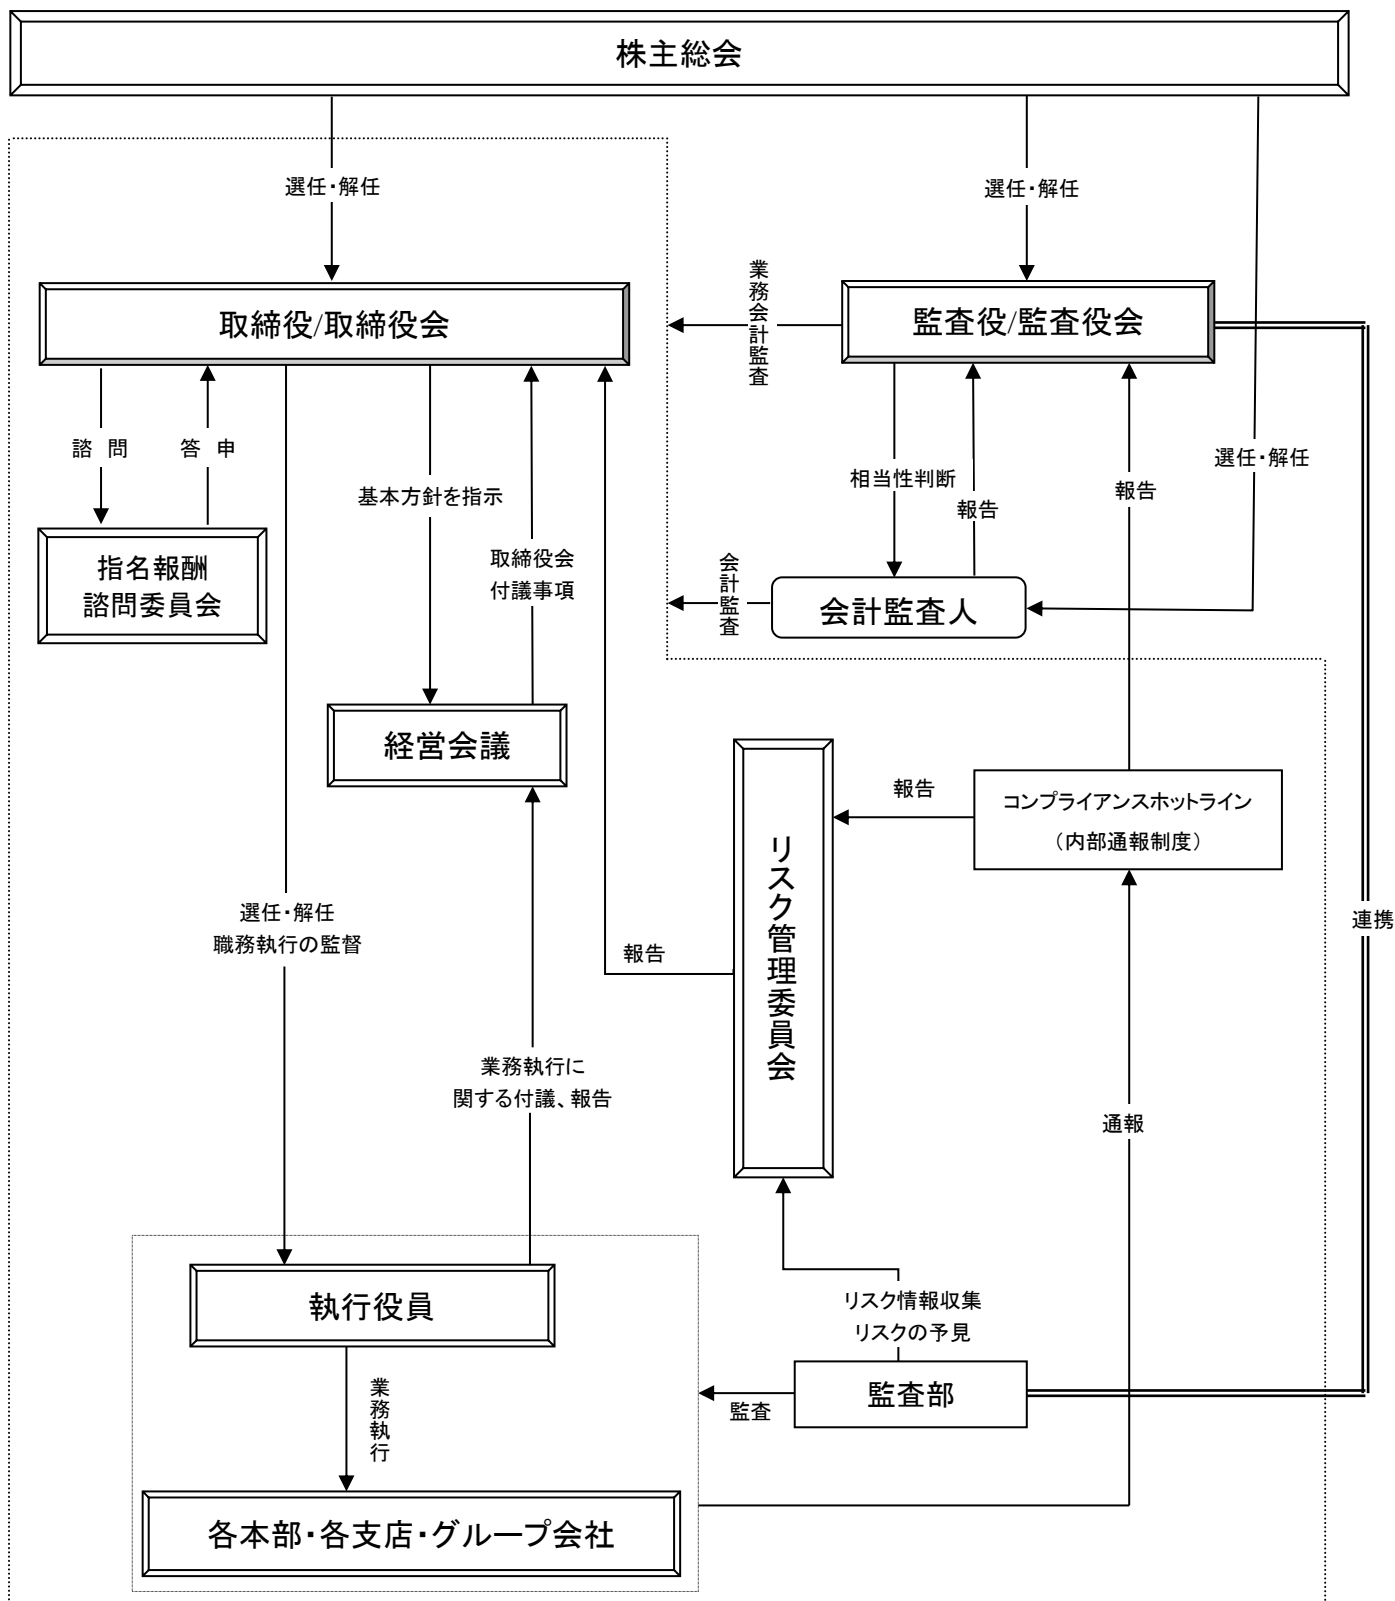 株主総会
選任・解任
選任・解任
業務会計監査
取締役/取締役会
監査役/監査役会
諮　問
答　申
選任・解任
相当性判断
報告
基本方針を指示
報告
取締役会
付議事項
会計監査
指名報酬
諮問委員会
会計監査人
経営会議
報告
コンプライアンスホットライン
（内部通報制度）
リスク管理委員会
選任・解任
職務執行の監督
報告
連携
業務執行に
関する付議、報告
通報
執行役員
リスク情報収集
リスクの予見
業務執行
監査
監査部
各本部・各支店・グループ会社